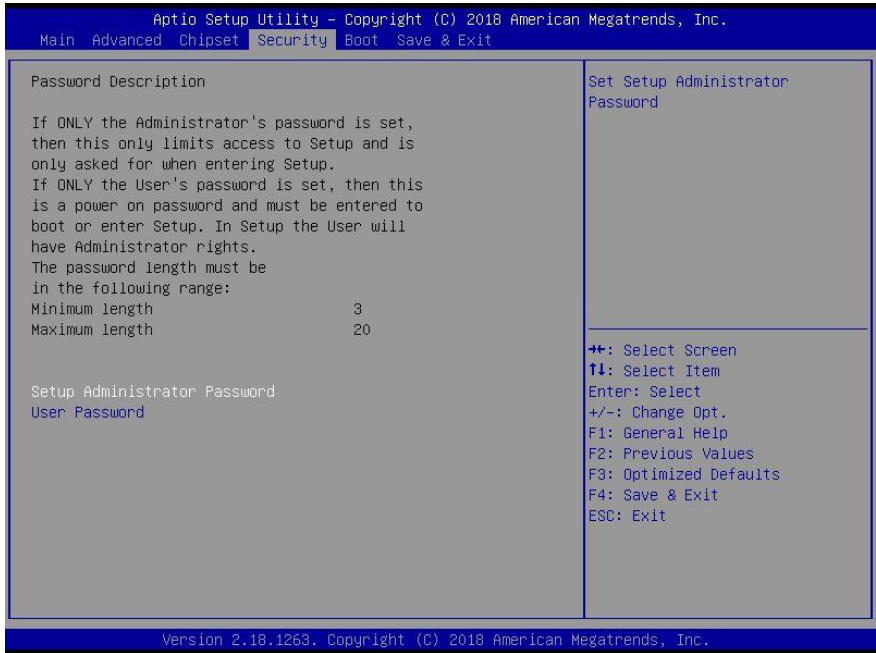 Aptio Setup Utility – Copyright (C) 2018 American Megatrends, Inc.
Main Advanced Chipset Security Boot Save & Exit
Password Description
If ONLY the Administrator's password is set,
then this only limits access to Setup and is
only asked for when entering Setup.
If ONLY the User's password is set, then this
is a power on password and must be entered to
boot or enter Setup. In Setup the User will
have Administrator rights.
The password length must be
in the following range:
Minimum length 3
Maximum length 20
Setup Administrator Password
User Password
Set Setup Administrator
Password
→←: Select Screen
↑↓: Select Item
Enter: Select
+/-: Change Opt.
F1: General Help
F2: Previous Values
F3: Optimized Defaults
F4: Save & Exit
ESC: Exit
Version 2.18.1263. Copyright (C) 2018 American Megatrends, Inc.